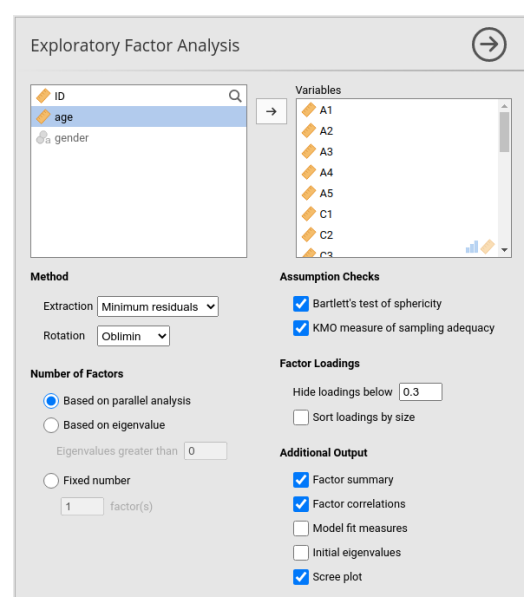 Exploratory Factor Analysis
ID
age
gender
Variables
A1
A2
A3
A4
A5
C1
C2
C3
Method
Extraction Minimum residuals
Rotation Oblimin
Number of Factors
Based on parallel analysis
Based on eigenvalue
Eigenvalues greater than 0
Fixed number
1 factor(s)
Assumption Checks
Bartlett's test of sphericity
KMO measure of sampling adequacy
Factor Loadings
Hide loadings below 0.3
Sort loadings by size
Additional Output
Factor summary
Factor correlations
Model fit measures
Initial eigenvalues
Scree plot